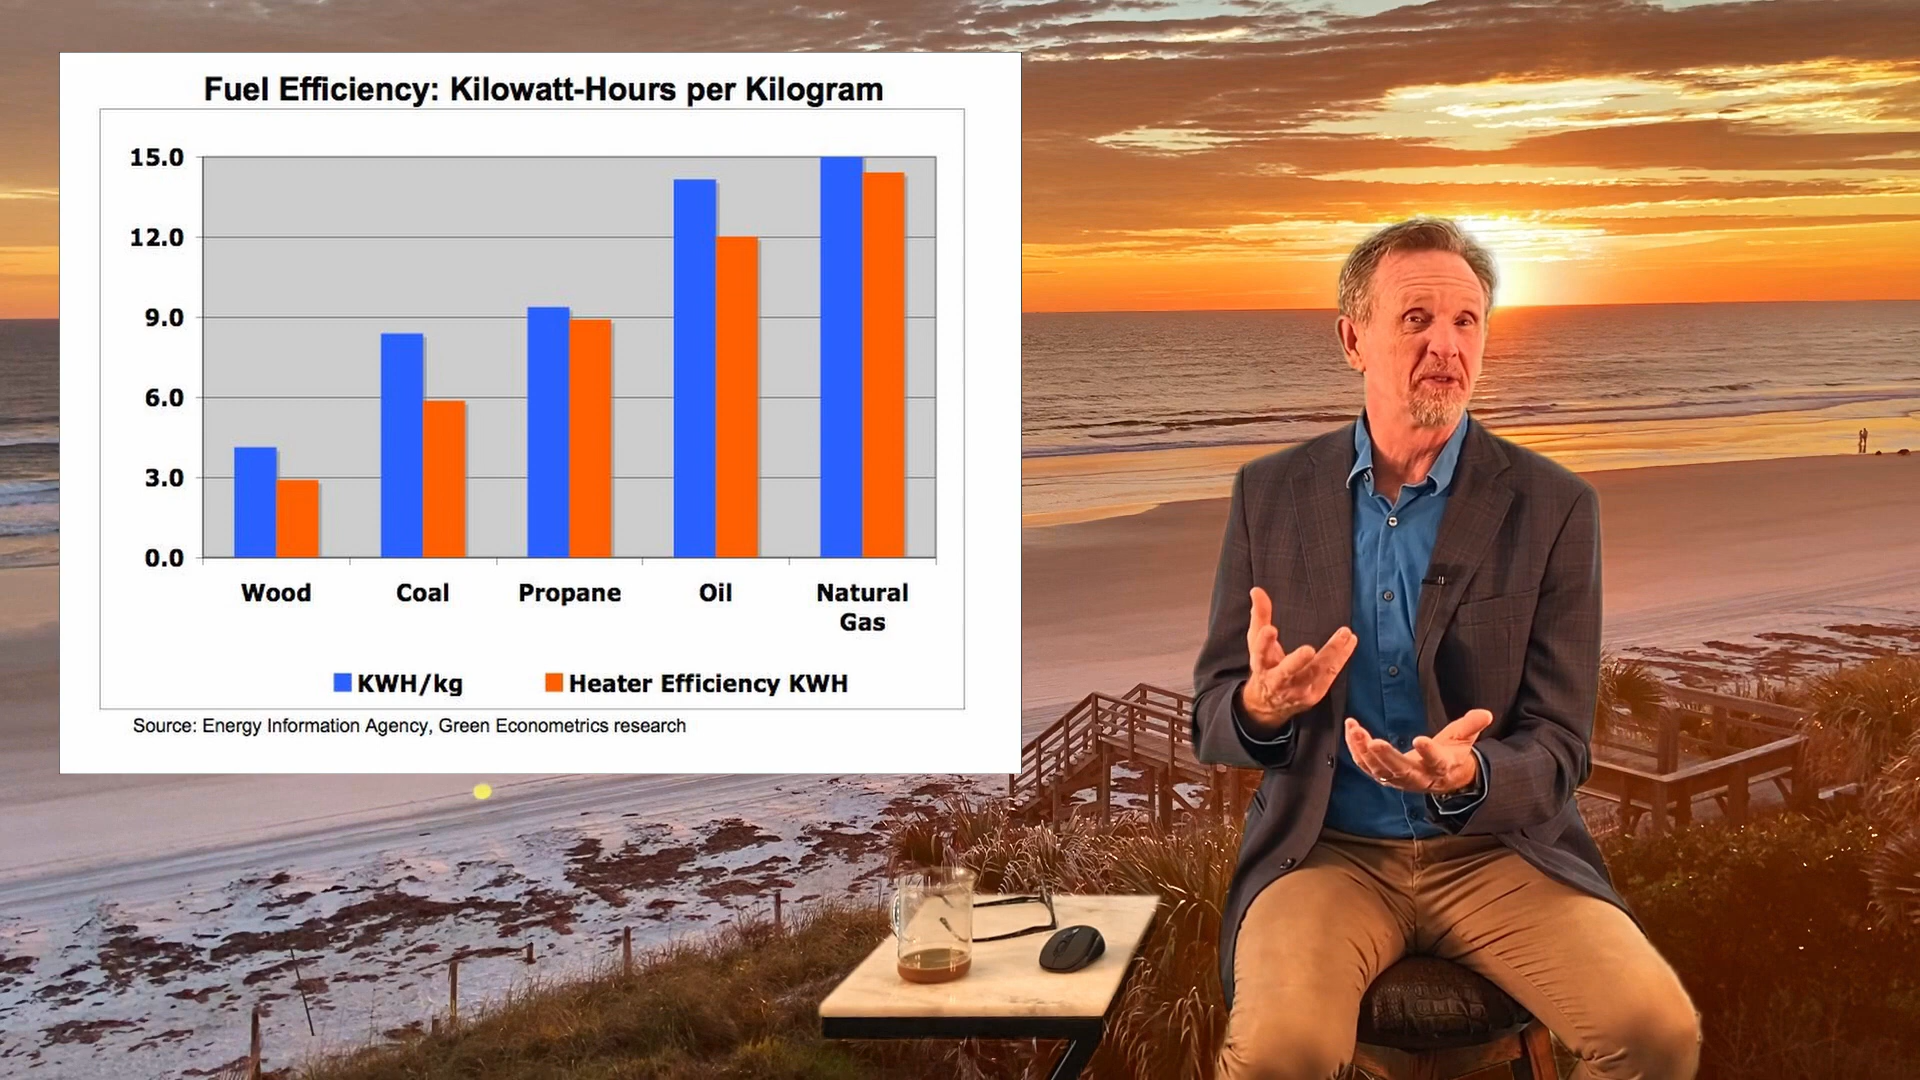 Fuel Efficiency: Kilowatt-Hours per Kilogram
15.0
12.0
9.0
6.0
3.0
0.0
Wood Coal Propane Oil Natural Gas
KWH/kg Heater Efficiency KWH
Source: Energy Information Agency, Green Econometrics research